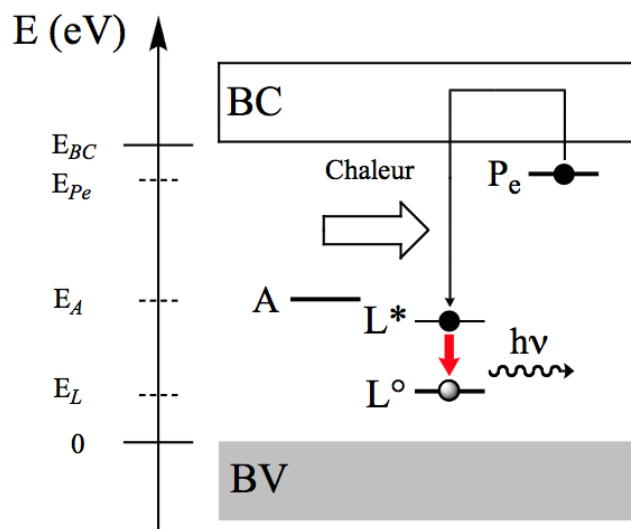 E (eV)
BC
E_BC
E_Pe
Chaleur
P_e
E_A
A
L*
hν
E_L
L°
0
BV